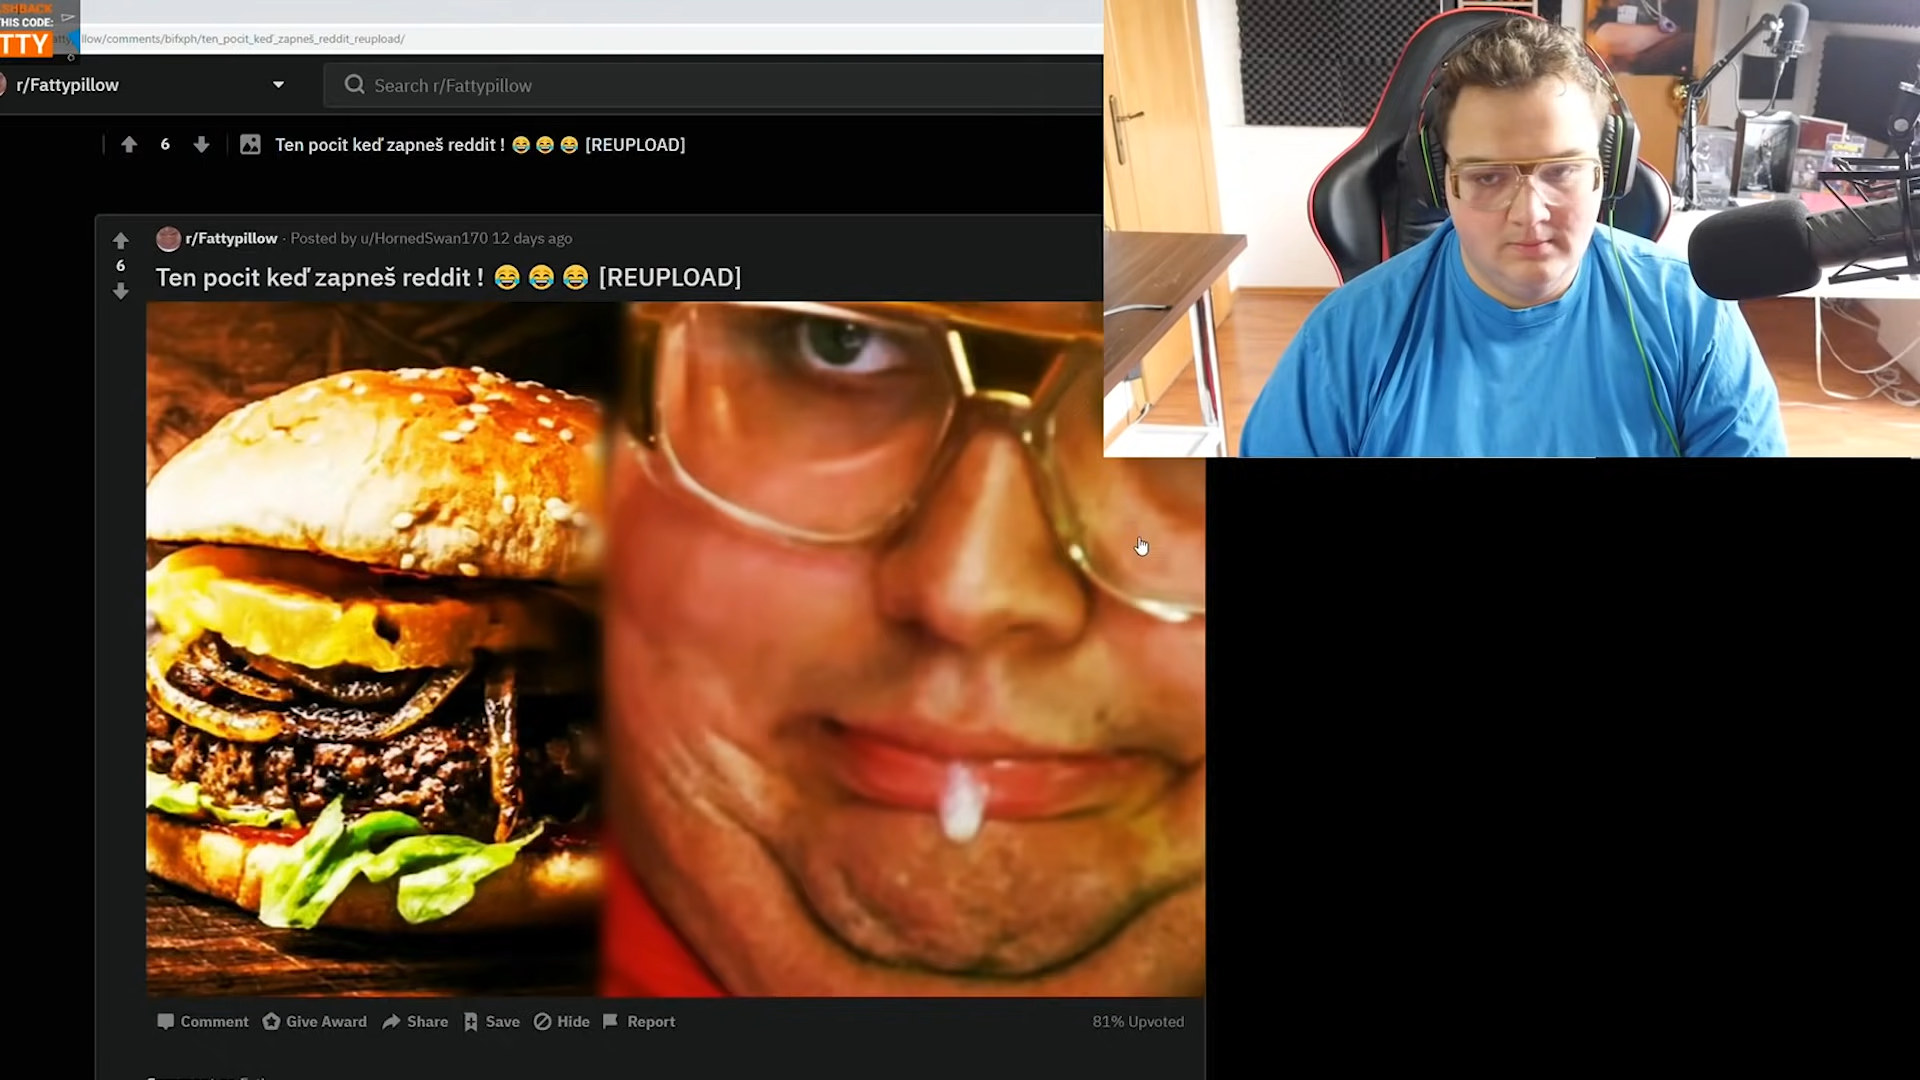 THIS CODE:
TTY
llow/comments/bifxph/ten_pocit_keď_zapneš_reddit_reupload/
r/Fattypillow
Search r/Fattypillow
6
Ten pocit keď zapneš reddit ! 😂 😂 😂 [REUPLOAD]
r/Fattypillow · Posted by u/HornedSwan170 12 days ago
6
Ten pocit keď zapneš reddit ! 😂 😂 😂 [REUPLOAD]
Comment Give Award Share Save Hide Report
81% Upvoted